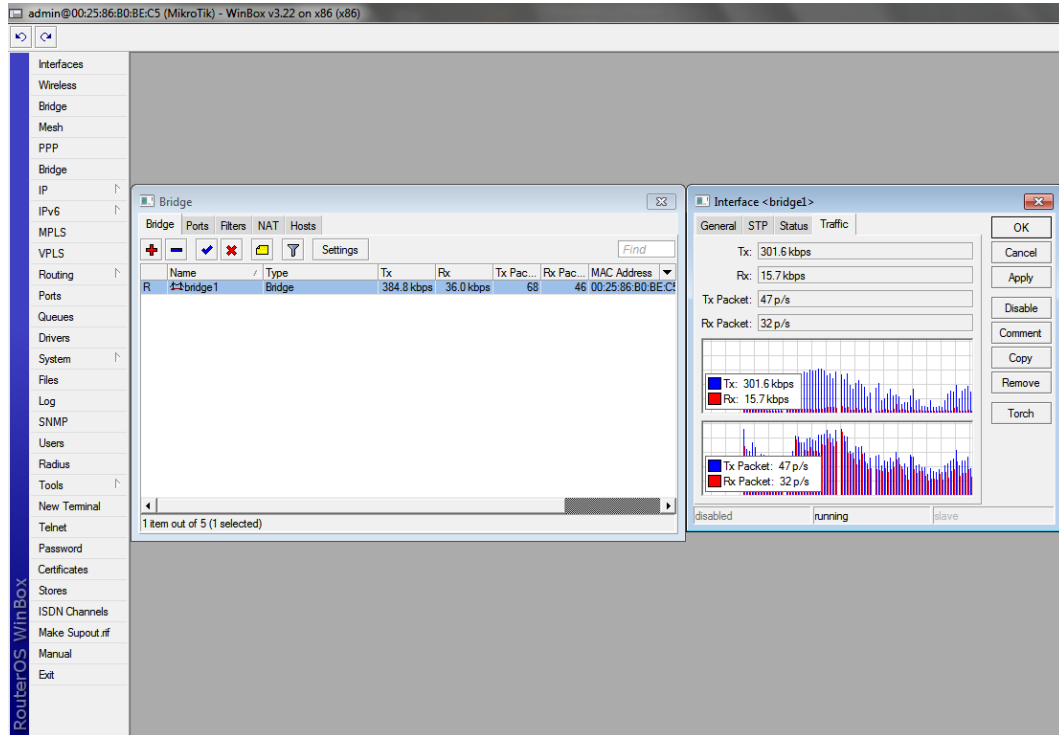 admin@00:25:86:B0:BE:C5 (MikroTik) - WinBox v3.22 on x86 (x86)
Interfaces
Wireless
Bridge
Mesh
PPP
Bridge
IP
IPv6
MPLS
VPLS
Routing
Ports
Queues
Drivers
System
Files
Log
SNMP
Users
Radius
Tools
New Terminal
Telnet
Password
Certificates
Stores
ISDN Channels
Make Supout.rif
Manual
Exit
RouterOS WinBox
Bridge
Bridge Ports Filters NAT Hosts
Settings Find
Name / Type Tx Rx Tx Pac... Rx Pac... MAC Address
R bridge1 Bridge 384.8 kbps 36.0 kbps 68 46 00:25:86:B0:BE:C5
1 item out of 5 (1 selected)
Interface <bridge1>
General STP Status Traffic
Tx: 301.6 kbps
Rx: 15.7 kbps
Tx Packet: 47 p/s
Rx Packet: 32 p/s
Tx: 301.6 kbps
Rx: 15.7 kbps
Tx Packet: 47 p/s
Rx Packet: 32 p/s
disabled running slave
OK
Cancel
Apply
Disable
Comment
Copy
Remove
Torch